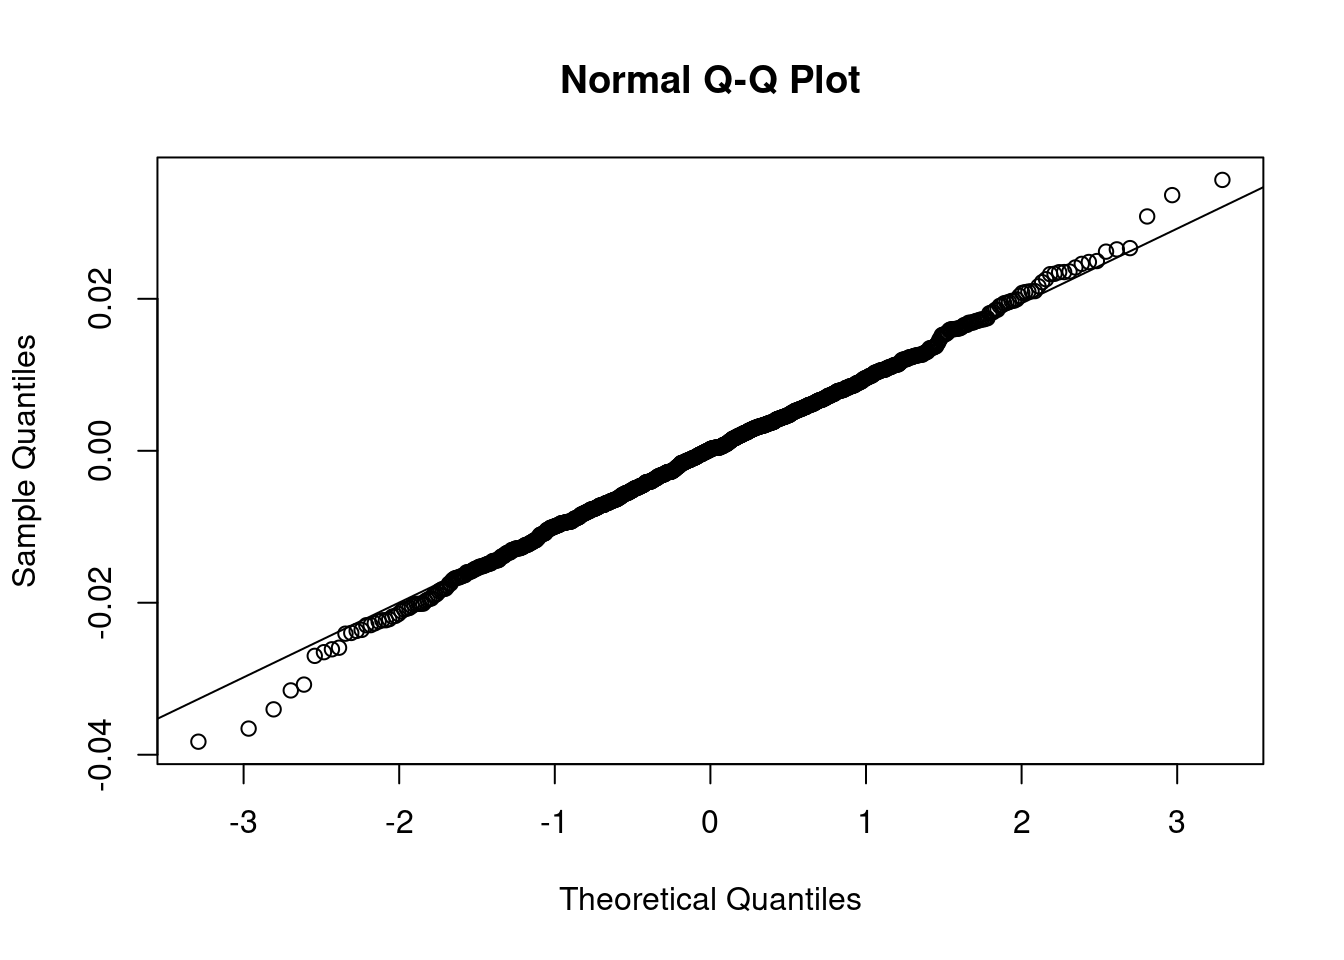 Normal Q-Q Plot
Sample Quantiles
0.02
0.00
-0.02
-0.04
-3 -2 -1 0 1 2 3
Theoretical Quantiles